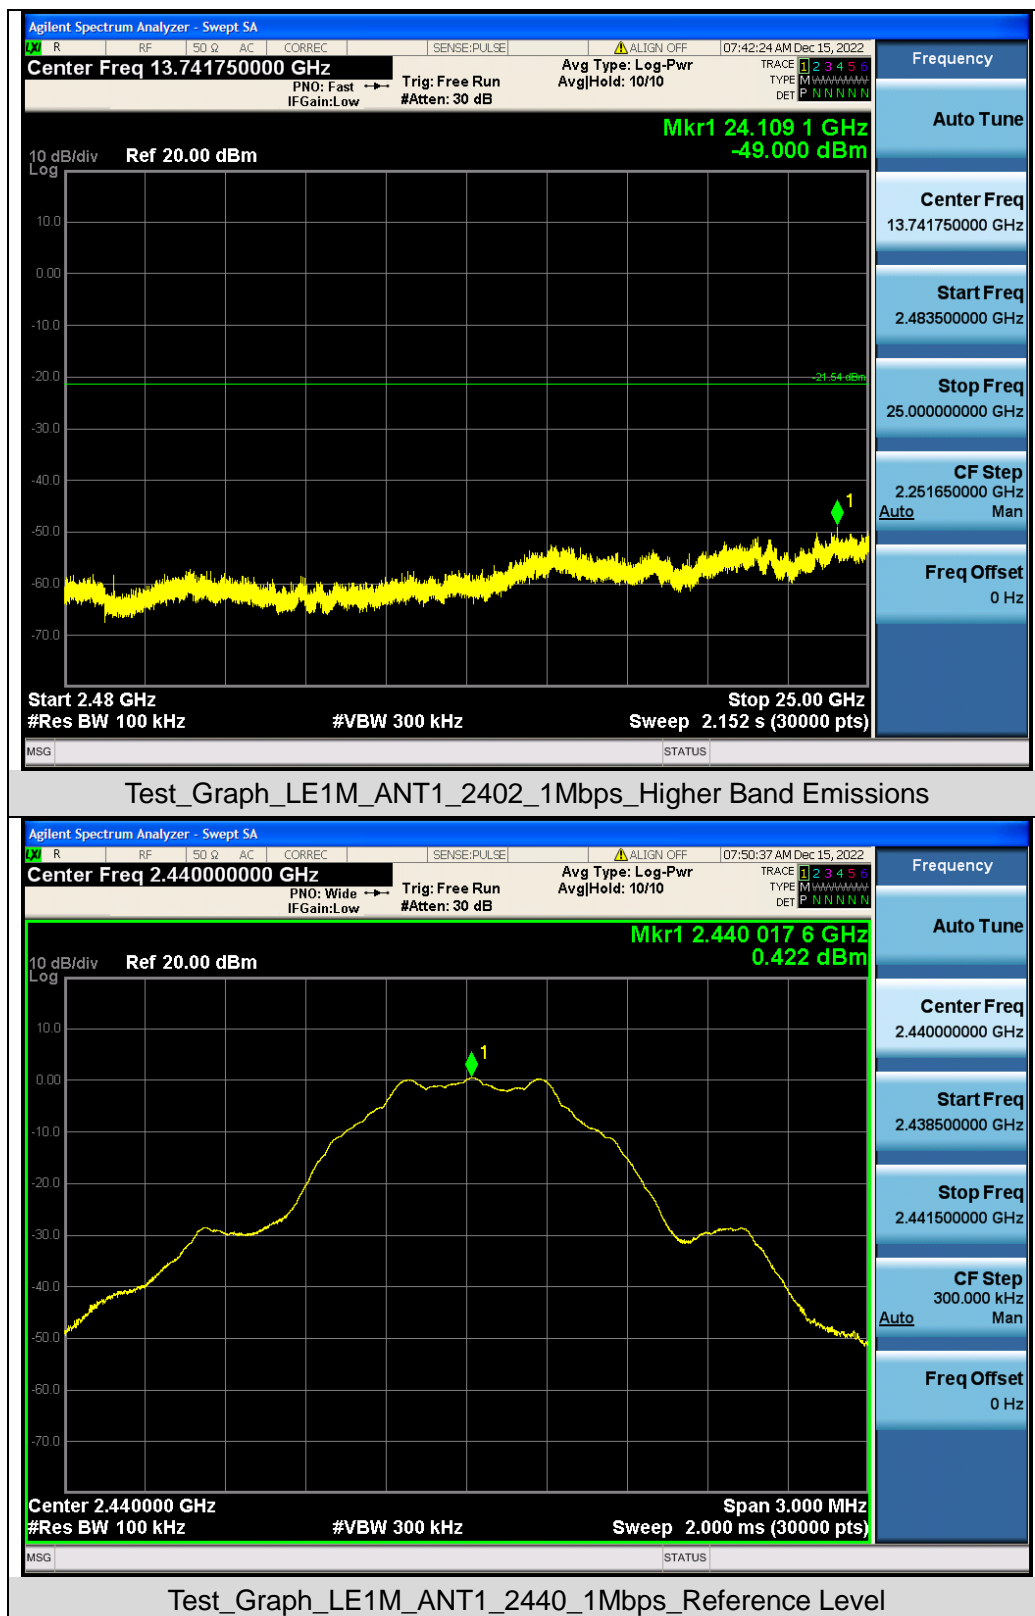 Agilent Spectrum Analyzer - Swept SA
LXI R RF 50 Ω AC CORREC SENSE:PULSE ALIGN OFF 07:42:24 AM Dec 15, 2022
Center Freq 13.741750000 GHz
PNO: Fast
IFGain:Low
Trig: Free Run
#Atten: 30 dB
Avg Type: Log-Pwr
Avg|Hold: 10/10
TRACE 1 2 3 4 5 6
TYPE M
DET P N N N N N
Frequency
Auto Tune
Mkr1 24.109 1 GHz
-49.000 dBm
10 dB/div Ref 20.00 dBm
Log
10.0
0.00
-10.0
-20.0
-21.54 dBm
-30.0
-40.0
1
-50.0
-60.0
-70.0
Center Freq
13.741750000 GHz
Start Freq
2.483500000 GHz
Stop Freq
25.000000000 GHz
CF Step
2.251650000 GHz
Auto Man
Freq Offset
0 Hz
Start 2.48 GHz Stop 25.00 GHz
#Res BW 100 kHz #VBW 300 kHz Sweep 2.152 s (30000 pts)
MSG STATUS
Test_Graph_LE1M_ANT1_2402_1Mbps_Higher Band Emissions
Agilent Spectrum Analyzer - Swept SA
LXI R RF 50 Ω AC CORREC SENSE:PULSE ALIGN OFF 07:50:37 AM Dec 15, 2022
Center Freq 2.440000000 GHz
PNO: Wide
IFGain:Low
Trig: Free Run
#Atten: 30 dB
Avg Type: Log-Pwr
Avg|Hold: 10/10
TRACE 1 2 3 4 5 6
TYPE M
DET P N N N N N
Frequency
Auto Tune
Mkr1 2.440 017 6 GHz
0.422 dBm
10 dB/div Ref 20.00 dBm
Log
10.0
1
0.00
-10.0
-20.0
-30.0
-40.0
-50.0
-60.0
-70.0
Center Freq
2.440000000 GHz
Start Freq
2.438500000 GHz
Stop Freq
2.441500000 GHz
CF Step
300.000 kHz
Auto Man
Freq Offset
0 Hz
Center 2.440000 GHz Span 3.000 MHz
#Res BW 100 kHz #VBW 300 kHz Sweep 2.000 ms (30000 pts)
MSG STATUS
Test_Graph_LE1M_ANT1_2440_1Mbps_Reference Level